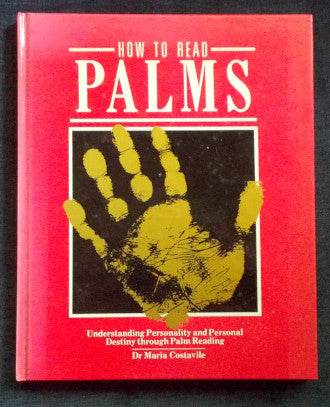 HOW TO READ
PALMS
Understanding Personality and Personal
Destiny through Palm Reading
Dr Maria Costavile